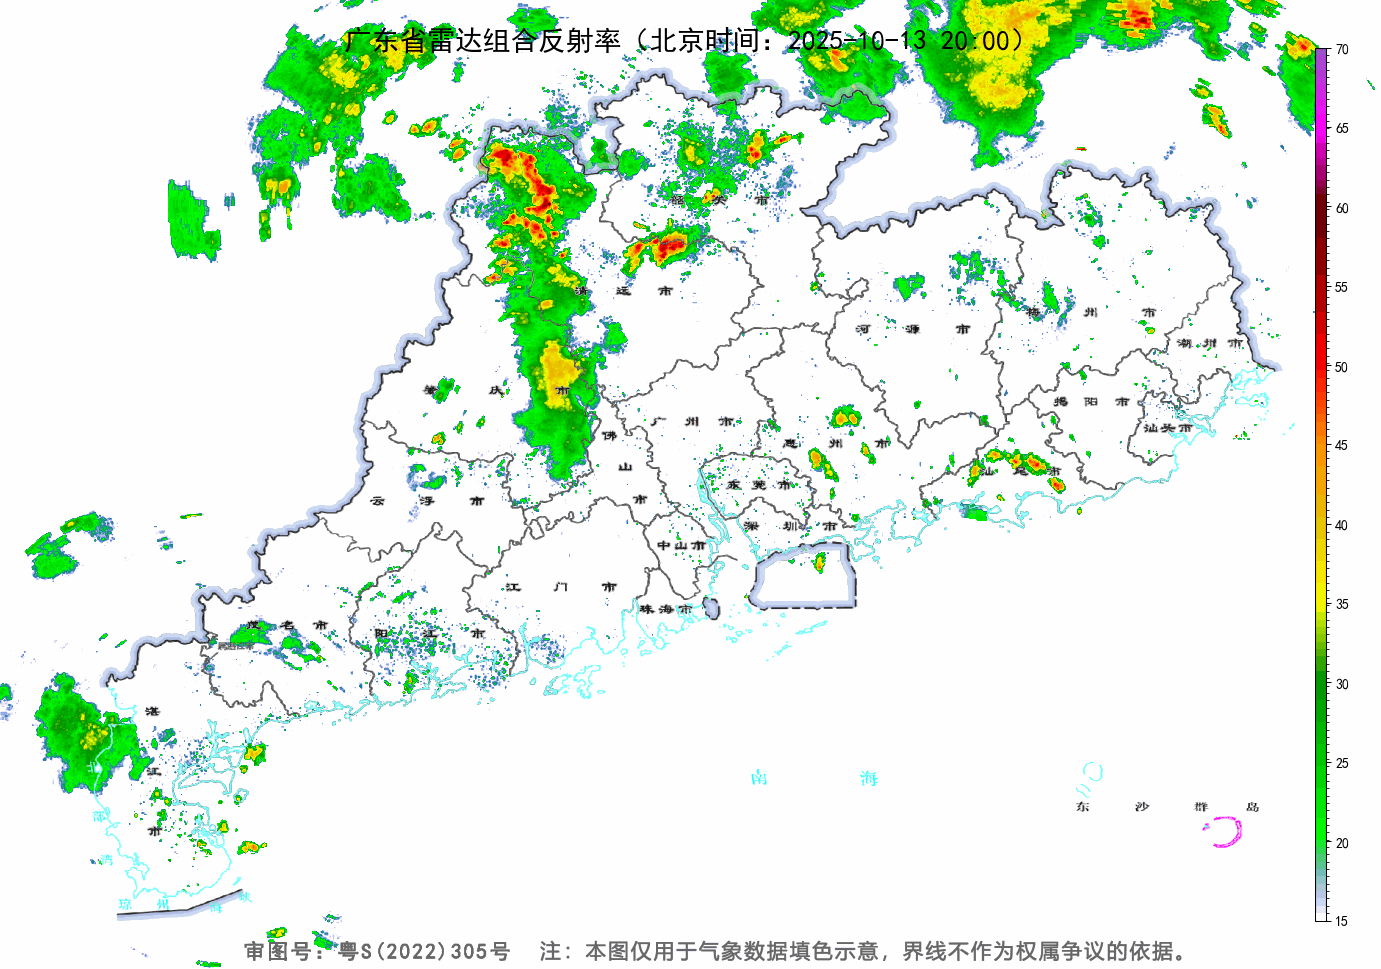 广东省雷达组合反射率（北京时间：2025-10-13 20:00）
70
65
60
55
50
45
40
35
30
25
20
15
韶关市
清远市
河源市
梅州市
潮州市
肇庆市
揭阳市
汕头市
广州市
佛山市
惠州市
汕尾市
东莞市
云浮市
深圳市
中山市
江门市
珠海市
茂名市
阳江市
湛江市
南海
东沙群岛
琼州海峡
审图号：粤S(2022)305号 注：本图仅用于气象数据填色示意，界线不作为权属争议的依据。